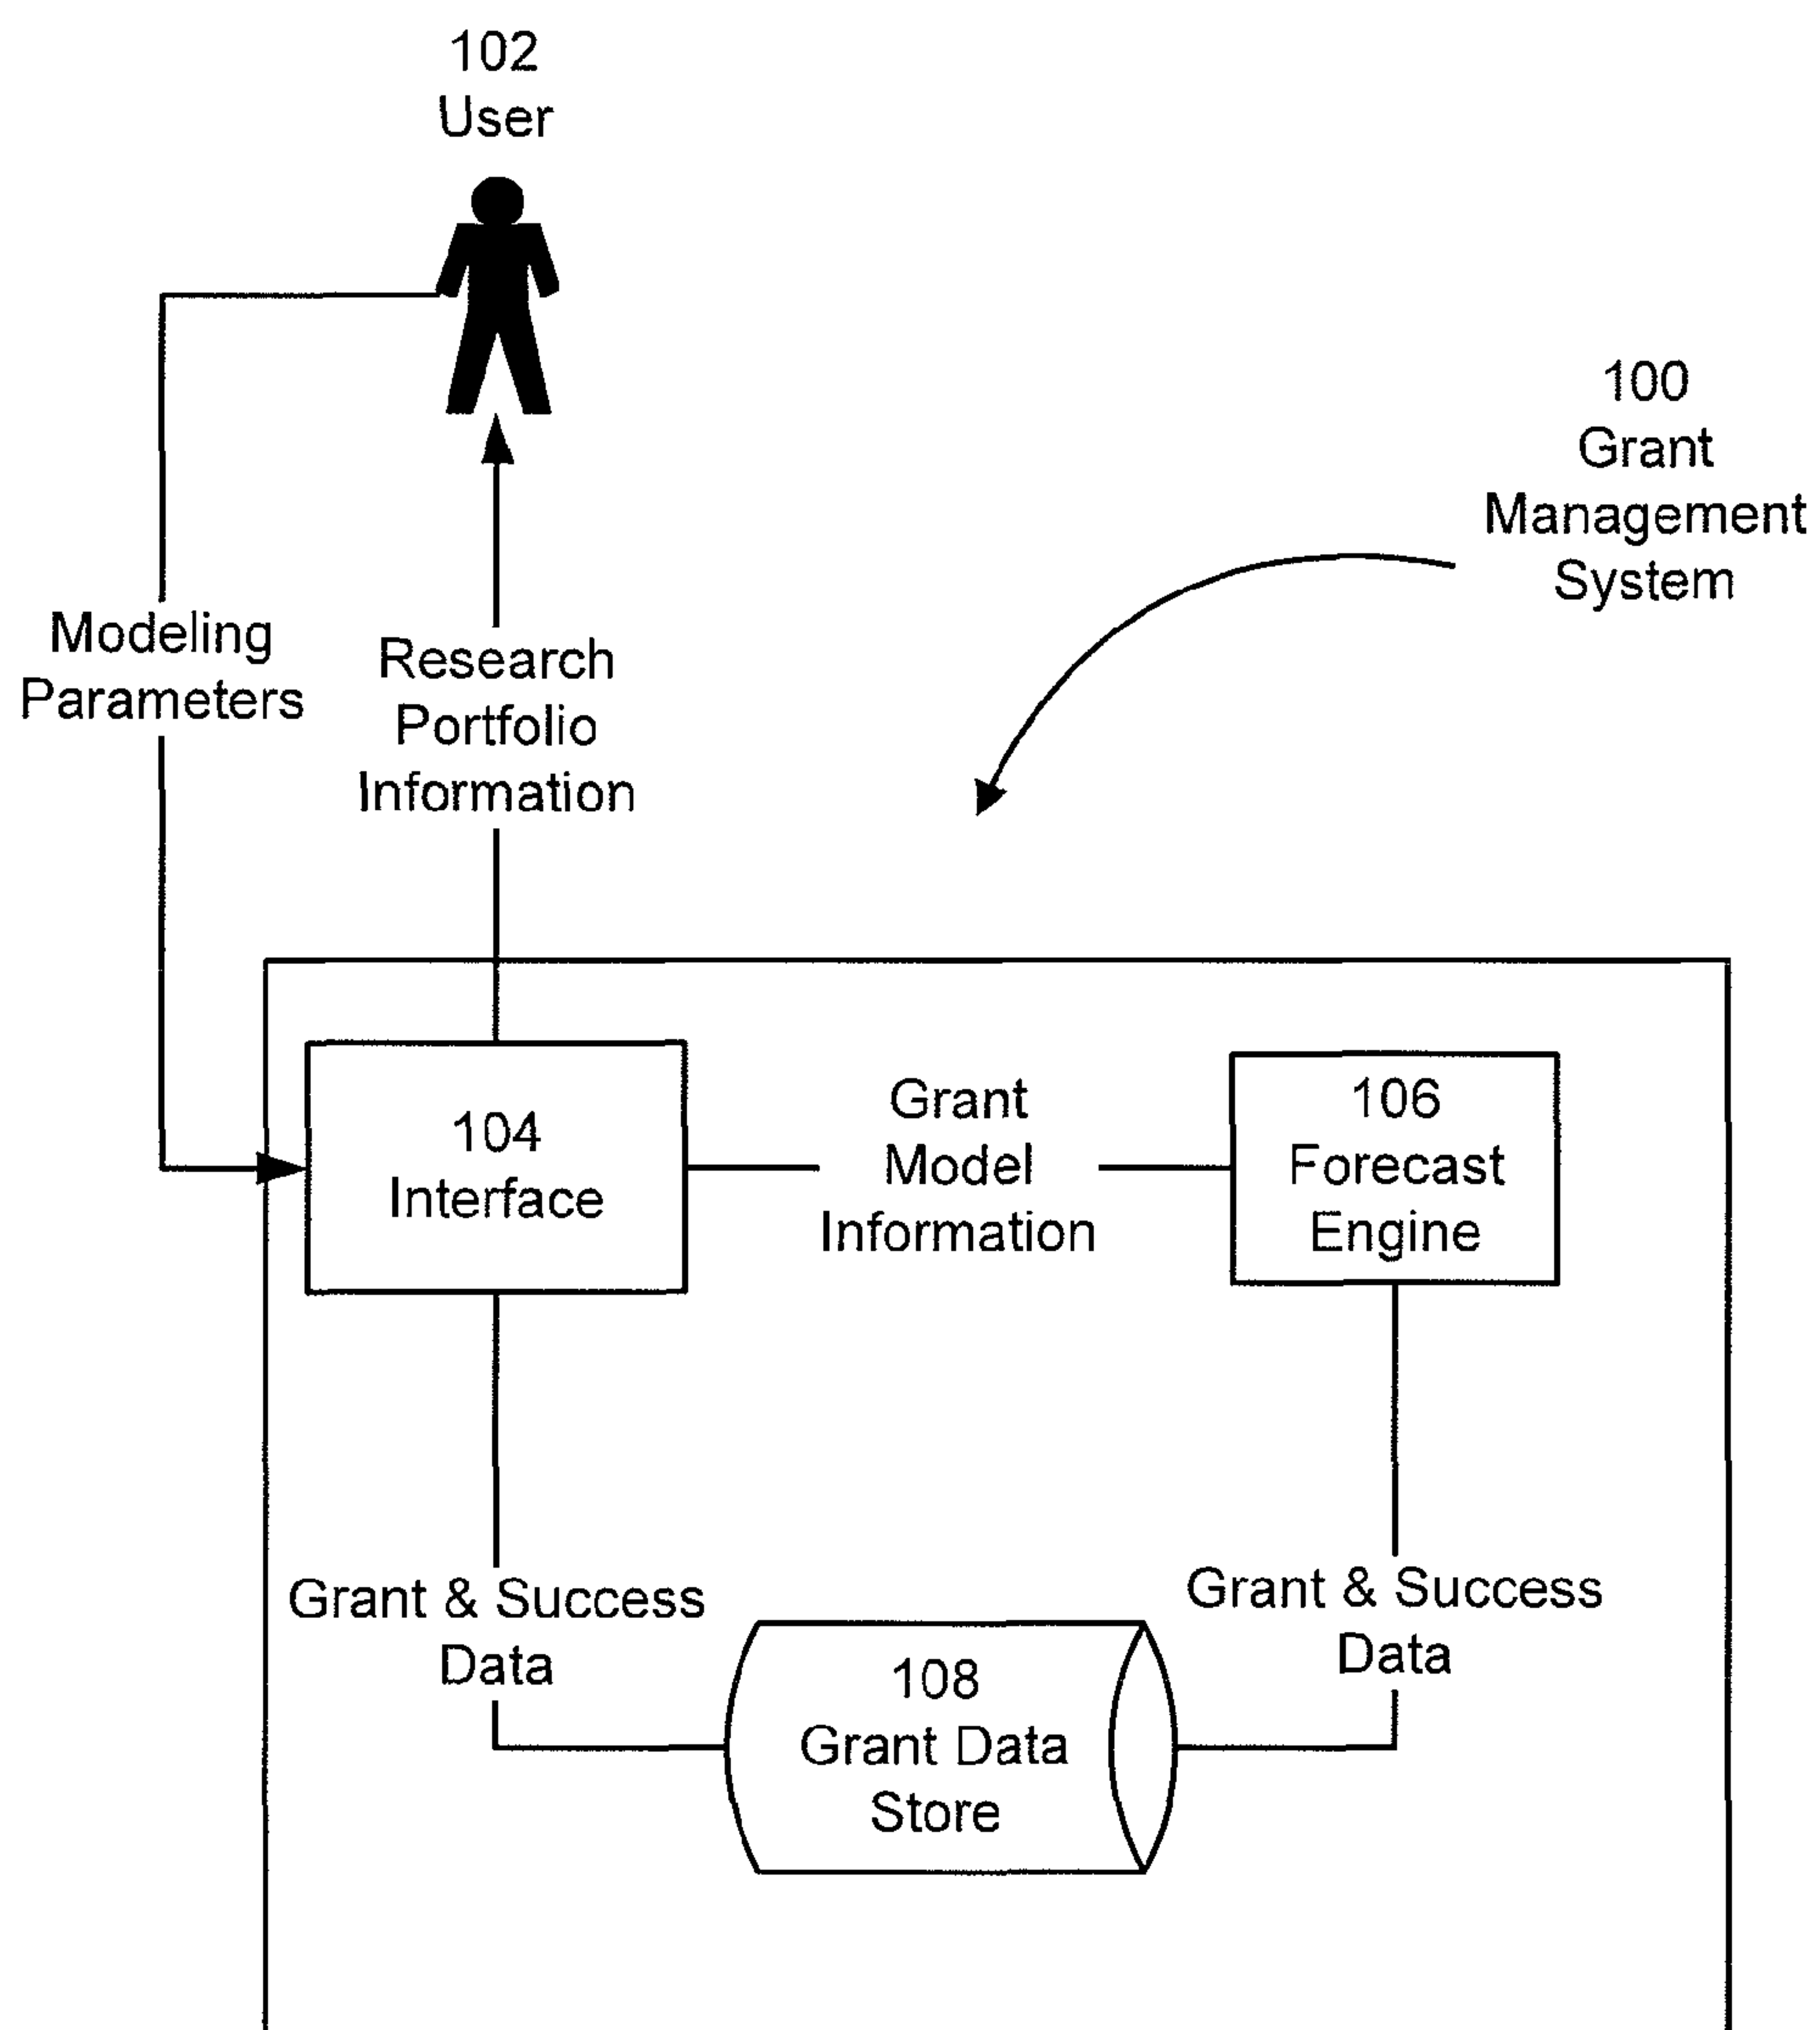 102
User
100
Grant
Management
System
Modeling
Parameters
Research
Portfolio
Information
104
Interface
Grant
Model
Information
106
Forecast
Engine
Grant & Success
Data
Grant & Success
Data
108
Grant Data
Store